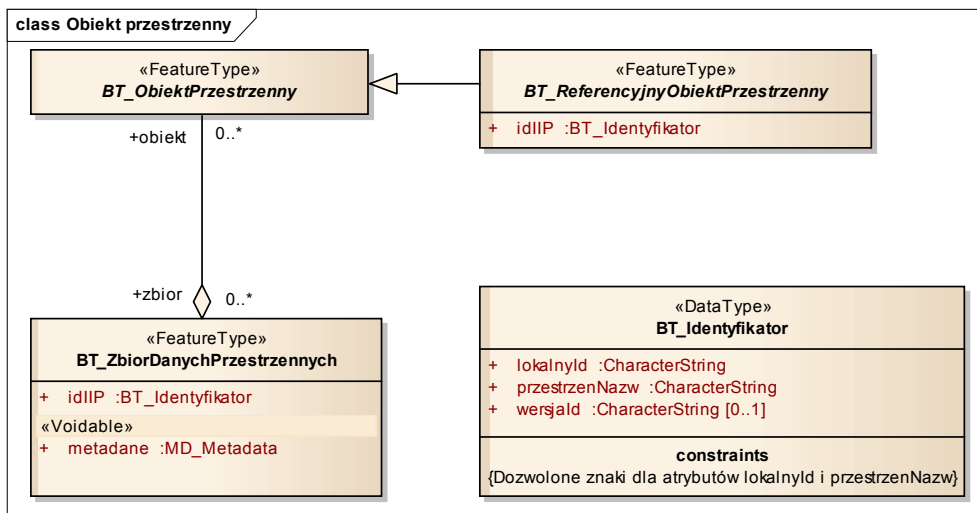 class Obiekt przestrzenny
«FeatureType»
BT_ObiektPrzestrzenny
«FeatureType»
BT_ReferencyjnyObiektPrzestrzenny
+ idIIP :BT_Identyfikator
+obiekt 0..*
+zbior 0..*
«FeatureType»
BT_ZbiorDanychPrzestrzennych
+ idIIP :BT_Identyfikator
«Voidable»
+ metadane :MD_Metadata
«DataType»
BT_Identyfikator
+ lokalnyId :CharacterString
+ przestrzenNazw :CharacterString
+ wersjaId :CharacterString [0..1]
constraints
{Dozwolone znaki dla atrybutów lokalnyId i przestrzenNazw}